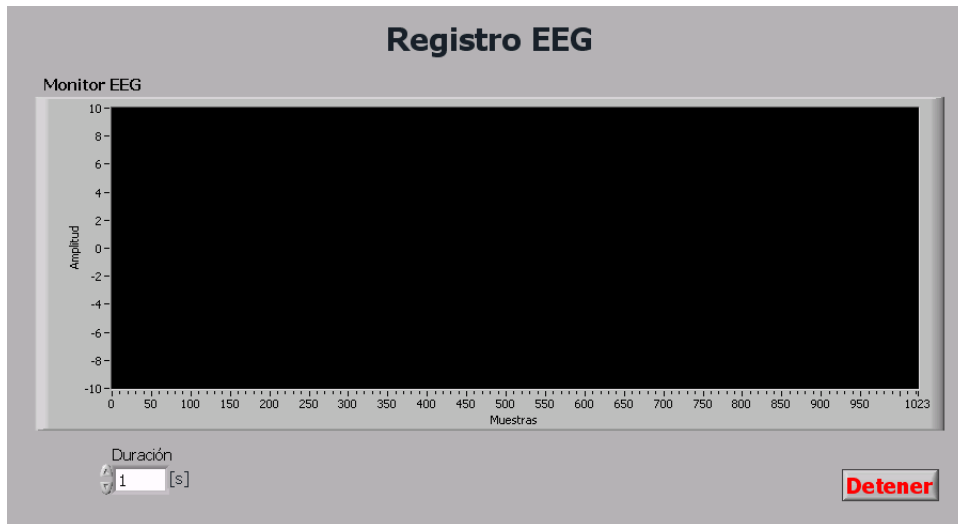 Registro EEG
Monitor EEG
10
8
6
4
2
0
-2
-4
-6
-8
-10
Amplitud
0 50 100 150 200 250 300 350 400 450 500 550 600 650 700 750 800 850 900 950 1023
Muestras
Duración
1 [s]
Detener